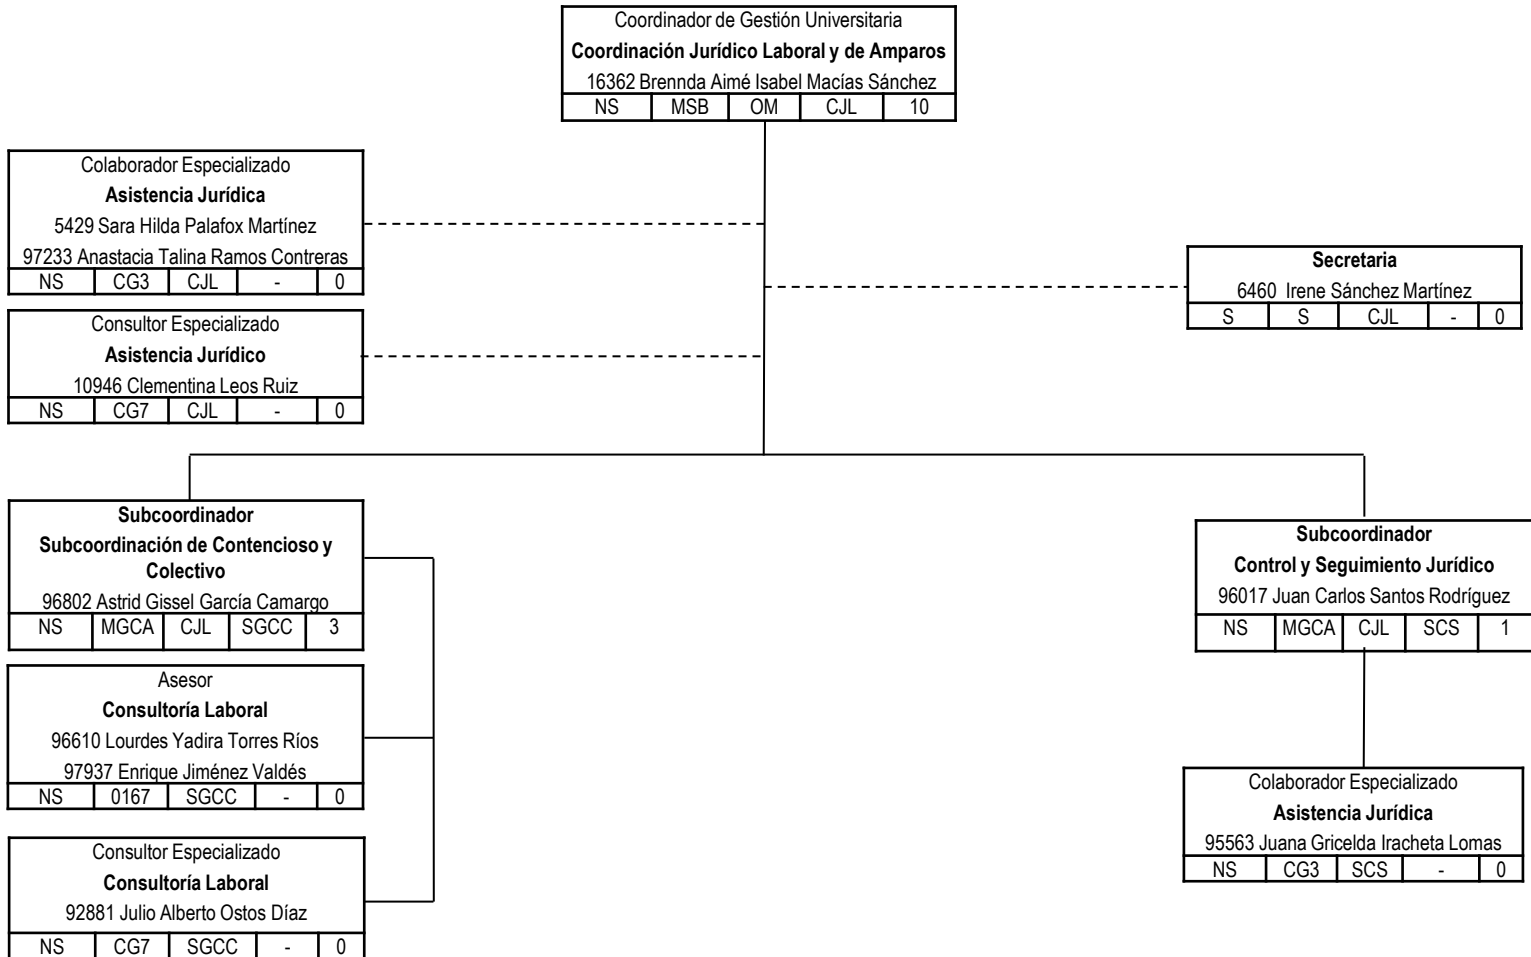 Coordinador de Gestión Universitaria
Coordinación Jurídico Laboral y de Amparos
16362 Brennda Aimé Isabel Macías Sánchez
NS MSB OM CJL 10
Colaborador Especializado
Asistencia Jurídica
5429 Sara Hilda Palafox Martínez
97233 Anastacia Talina Ramos Contreras
NS CG3 CJL - 0
Secretaria
6460 Irene Sánchez Martínez
S S CJL - 0
Consultor Especializado
Asistencia Jurídico
10946 Clementina Leos Ruiz
NS CG7 CJL - 0
Subcoordinador
Subcoordinación de Contencioso y
Colectivo
96802 Astrid Gissel García Camargo
NS MGCA CJL SGCC 3
Subcoordinador
Control y Seguimiento Jurídico
96017 Juan Carlos Santos Rodríguez
NS MGCA CJL SCS 1
Asesor
Consultoría Laboral
96610 Lourdes Yadira Torres Ríos
97937 Enrique Jiménez Valdés
NS 0167 SGCC - 0
Colaborador Especializado
Asistencia Jurídica
95563 Juana Gricelda Iracheta Lomas
NS CG3 SCS - 0
Consultor Especializado
Consultoría Laboral
92881 Julio Alberto Ostos Díaz
NS CG7 SGCC - 0